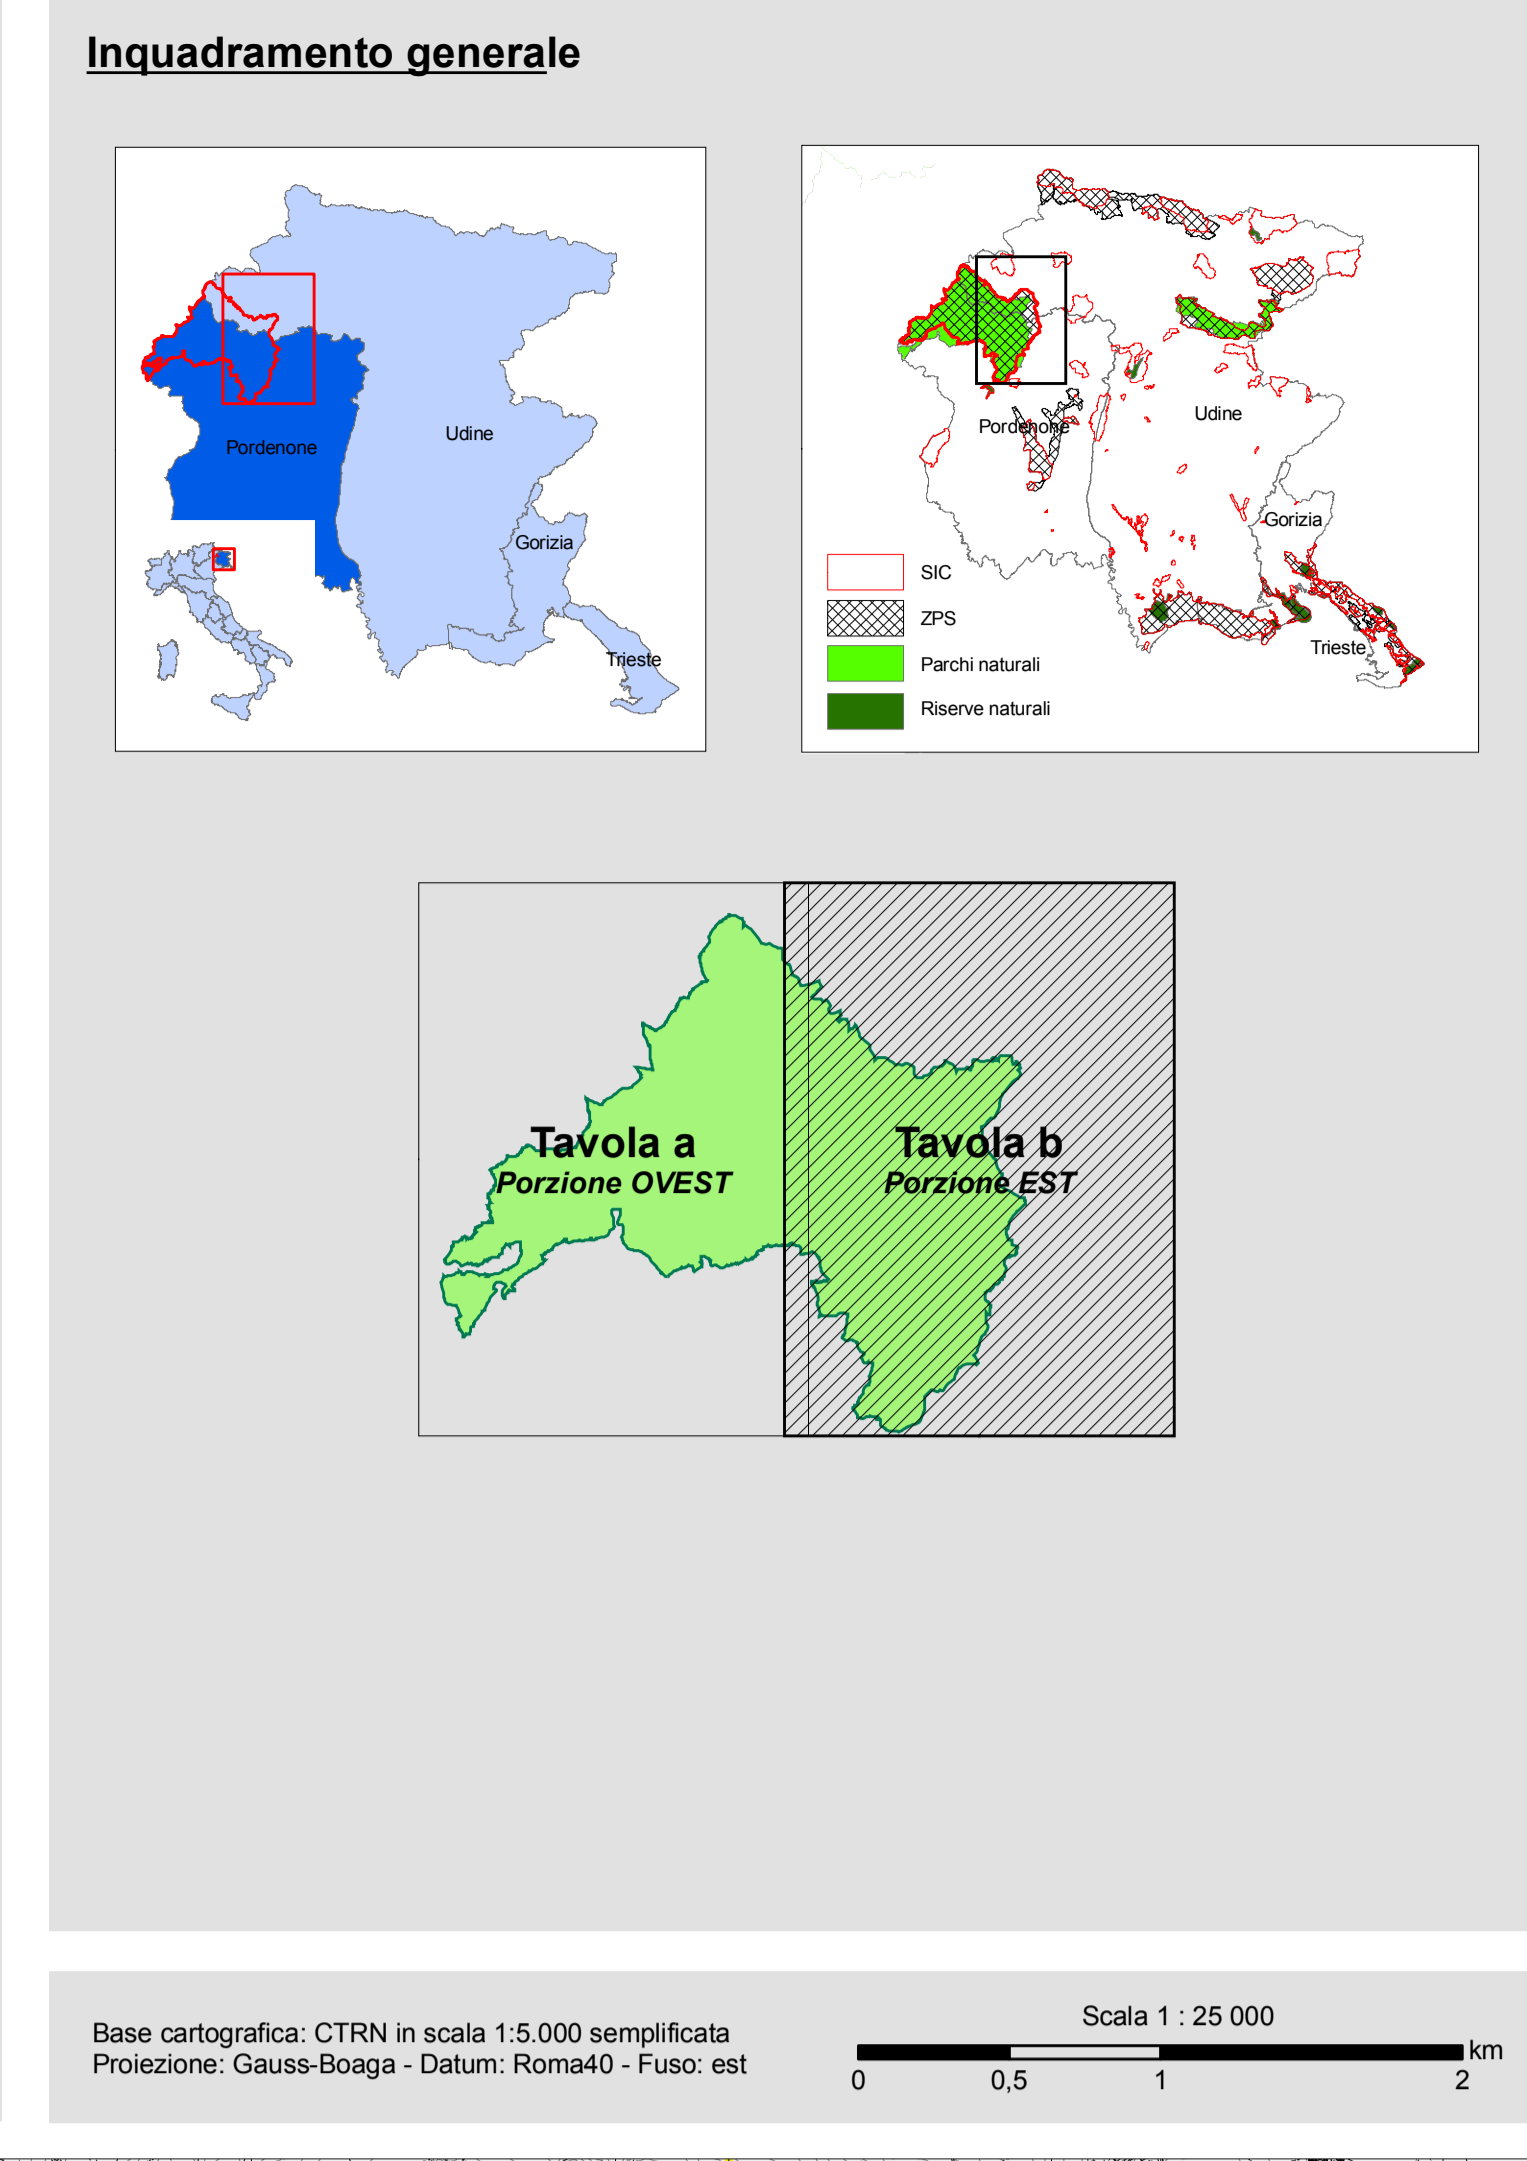 Inquadramento generale
Pordenone
Udine
Gorizia
Trieste
Pordenone
Udine
Gorizia
Trieste
SIC
ZPS
Parchi naturali
Riserve naturali
Tavola a
Porzione OVEST
Tavola b
Porzione EST
Base cartografica: CTRN in scala 1:5.000 semplificata
Proiezione: Gauss-Boaga - Datum: Roma40 - Fuso: est
Scala 1 : 25 000
km
0 0,5 1 2